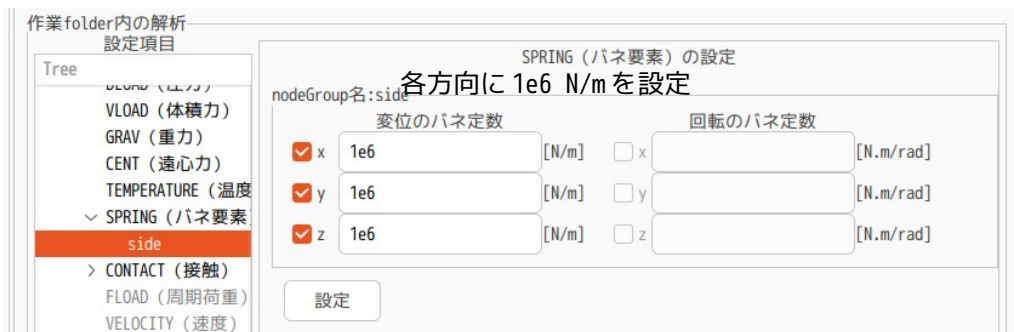 作業folder内の解析
設定項目
Tree
VLOAD (体積力)
GRAV (重力)
CENT (遠心力)
TEMPERATURE (温度
SPRING (バネ要素
side
CONTACT (接触)
FLOAD (周期荷重)
VELOCITY (速度)
SPRING (バネ要素) の設定
各方向に 1e6 N/m を設定
nodeGroup名:side
変位のバネ定数 回転のバネ定数
x 1e6 [N/m] x [N.m/rad]
y 1e6 [N/m] y [N.m/rad]
z 1e6 [N/m] z [N.m/rad]
設定